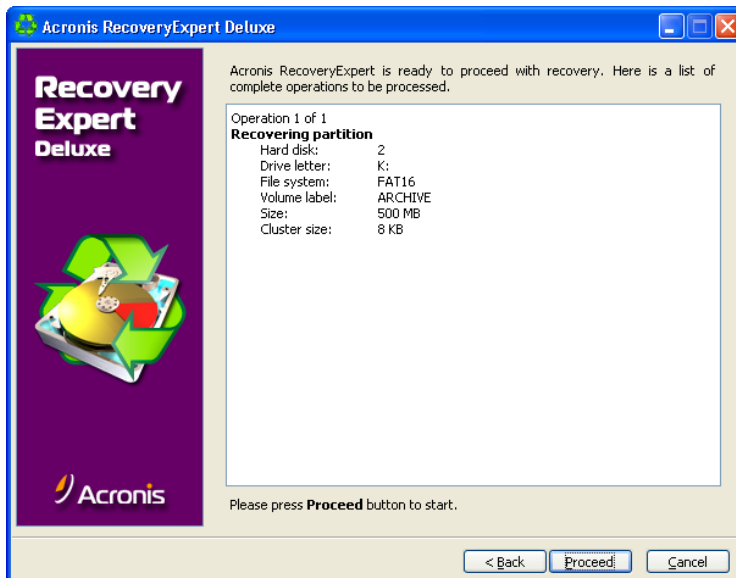 Acronis RecoveryExpert Deluxe
Recovery
Expert
Deluxe
Acronis
Acronis RecoveryExpert is ready to proceed with recovery. Here is a list of
complete operations to be processed.
Operation 1 of 1
Recovering partition
Hard disk: 2
Drive letter: K:
File system: FAT16
Volume label: ARCHIVE
Size: 500 MB
Cluster size: 8 KB
Please press Proceed button to start.
< Back Proceed Cancel